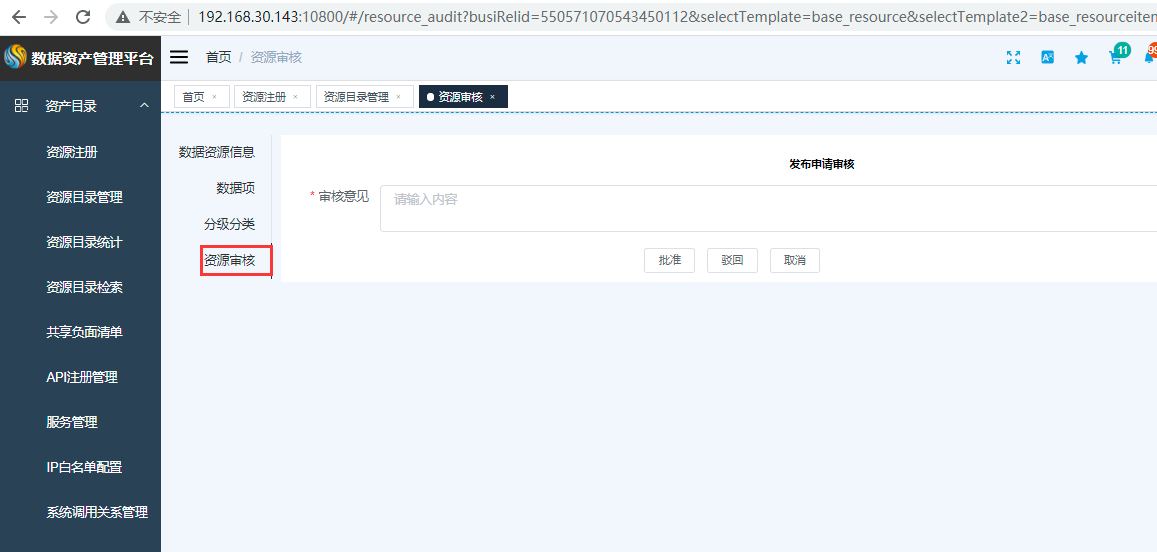 不安全 192.168.30.143:10800/#/resource_audit?busiRelid=550571070543450112&selectTemplate=base_resource&selectTemplate2=base_resourceitem
数据资产管理平台
首页 / 资源审核
11
99
首页 × 资源注册 × 资源目录管理 × 资源审核 ×
资产目录
资源注册
资源目录管理
资源目录统计
资源目录检索
共享负面清单
API注册管理
服务管理
IP白名单配置
系统调用关系管理
数据资源信息
数据项
分级分类
资源审核
发布申请审核
* 审核意见 请输入内容
批准 驳回 取消